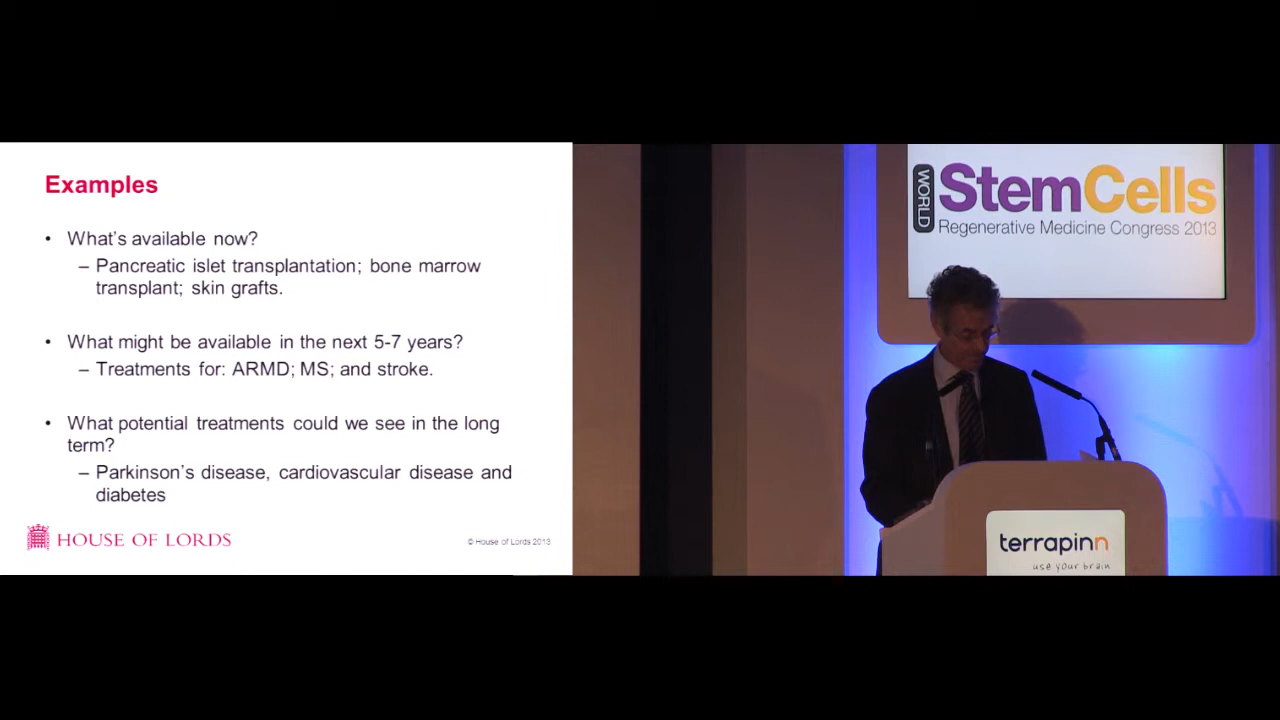 Examples
• What's available now?
– Pancreatic islet transplantation; bone marrow
transplant; skin grafts.
• What might be available in the next 5-7 years?
– Treatments for: ARMD; MS; and stroke.
• What potential treatments could we see in the long
term?
– Parkinson's disease, cardiovascular disease and
diabetes
HOUSE OF LORDS
© House of Lords 2013
WORLD
StemCells
Regenerative Medicine Congress 2013
terrapinn
use your brain